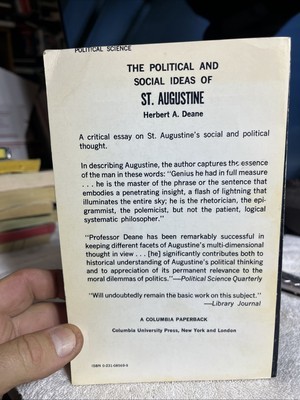 POLITICAL SCIENCE
THE POLITICAL AND
SOCIAL IDEAS OF
ST. AUGUSTINE
Herbert A. Deane
A critical essay on St. Augustine's social and political
thought.
In describing Augustine, the author captures the essence
of the man in these words: "Genius he had in full measure
. . . he is the master of the phrase or the sentence that
embodies a penetrating insight, a flash of lightning that
illuminates the entire sky; he is the rhetorician, the epi-
grammist, the polemicist, but not the patient, logical
systematic philosopher."
"Professor Deane has been remarkably successful in
keeping different facets of Augustine's multi-dimensional
thought in view . . . [he] significantly contributes both to
historical understanding of Augustine's political thinking
and to appreciation of its permanent relevance to the
moral dilemmas of politics."—Political Science Quarterly
"Will undoubtedly remain the basic work on this subject."
—Library Journal
A COLUMBIA PAPERBACK
Columbia University Press, New York and London